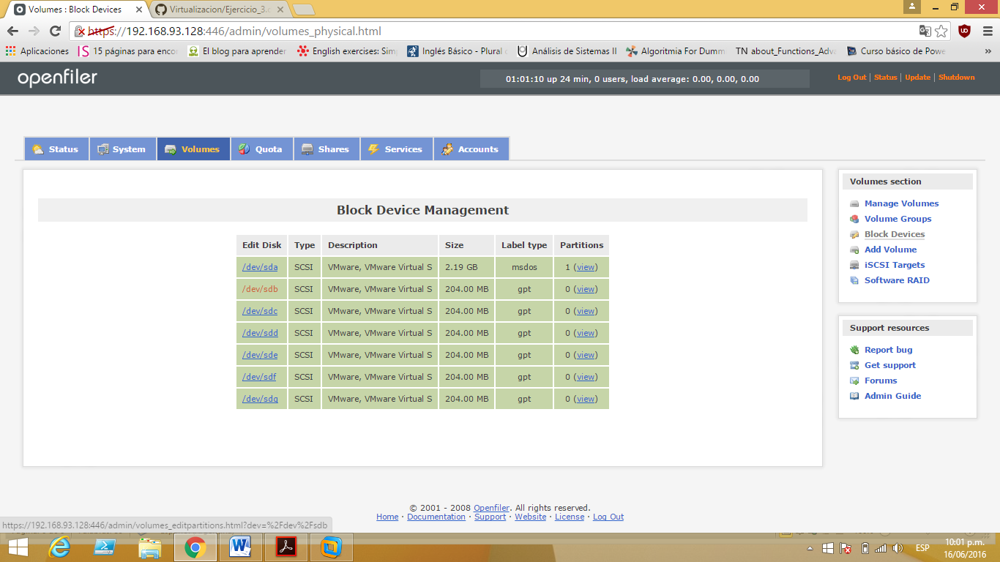 Volumes : Block Devices
Virtualizacion/Ejercicio_3.
https://192.168.93.128:446/admin/volumes_physical.html
Aplicaciones
15 páginas para enco
El blog para aprender
English exercises: Sim
Inglés Básico - Plural
Análisis de Sistemas II
Algoritmia For Dumm
TN about_Functions_Adv
Curso básico de Powe
»
openfiler
01:01:10 up 24 min, 0 users, load average: 0.00, 0.00, 0.00
Log Out | Status | Update | Shutdown
Status
System
Volumes
Quota
Shares
Services
Accounts
Block Device Management
Edit Disk Type Description Size Label type Partitions
/dev/sda SCSI VMware, VMware Virtual S 2.19 GB msdos 1 (view)
/dev/sdb SCSI VMware, VMware Virtual S 204.00 MB gpt 0 (view)
/dev/sdc SCSI VMware, VMware Virtual S 204.00 MB gpt 0 (view)
/dev/sdd SCSI VMware, VMware Virtual S 204.00 MB gpt 0 (view)
/dev/sde SCSI VMware, VMware Virtual S 204.00 MB gpt 0 (view)
/dev/sdf SCSI VMware, VMware Virtual S 204.00 MB gpt 0 (view)
/dev/sdg SCSI VMware, VMware Virtual S 204.00 MB gpt 0 (view)
Volumes section
Manage Volumes
Volume Groups
Block Devices
Add Volume
iSCSI Targets
Software RAID
Support resources
Report bug
Get support
Forums
Admin Guide
© 2001 - 2008 Openfiler. All rights reserved.
Home · Documentation · Support · Website · License · Log Out
https://192.168.93.128:446/admin/volumes_editpartitions.html?dev=%2Fdev%2Fsdb
ESP
10:01 p.m.
16/06/2016